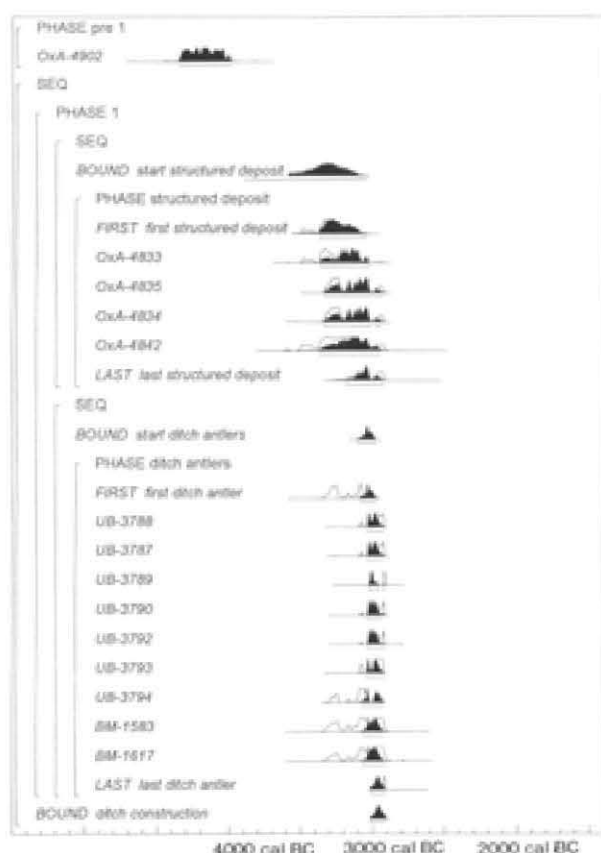 PHASE pre 1
OxA-4902
SEQ
PHASE 1
SEQ
BOUND start structured deposit
PHASE structured deposit
FIRST first structured deposit
OxA-4833
OxA-4835
OxA-4834
OxA-4842
LAST last structured deposit
SEQ
BOUND start ditch antlers
PHASE ditch antlers
FIRST first ditch antler
UB-3788
UB-3787
UB-3789
UB-3790
UB-3792
UB-3793
UB-3794
BM-1583
BM-1617
LAST last ditch antler
BOUND ditch construction
4000 cal BC 3000 cal BC 2000 cal BC